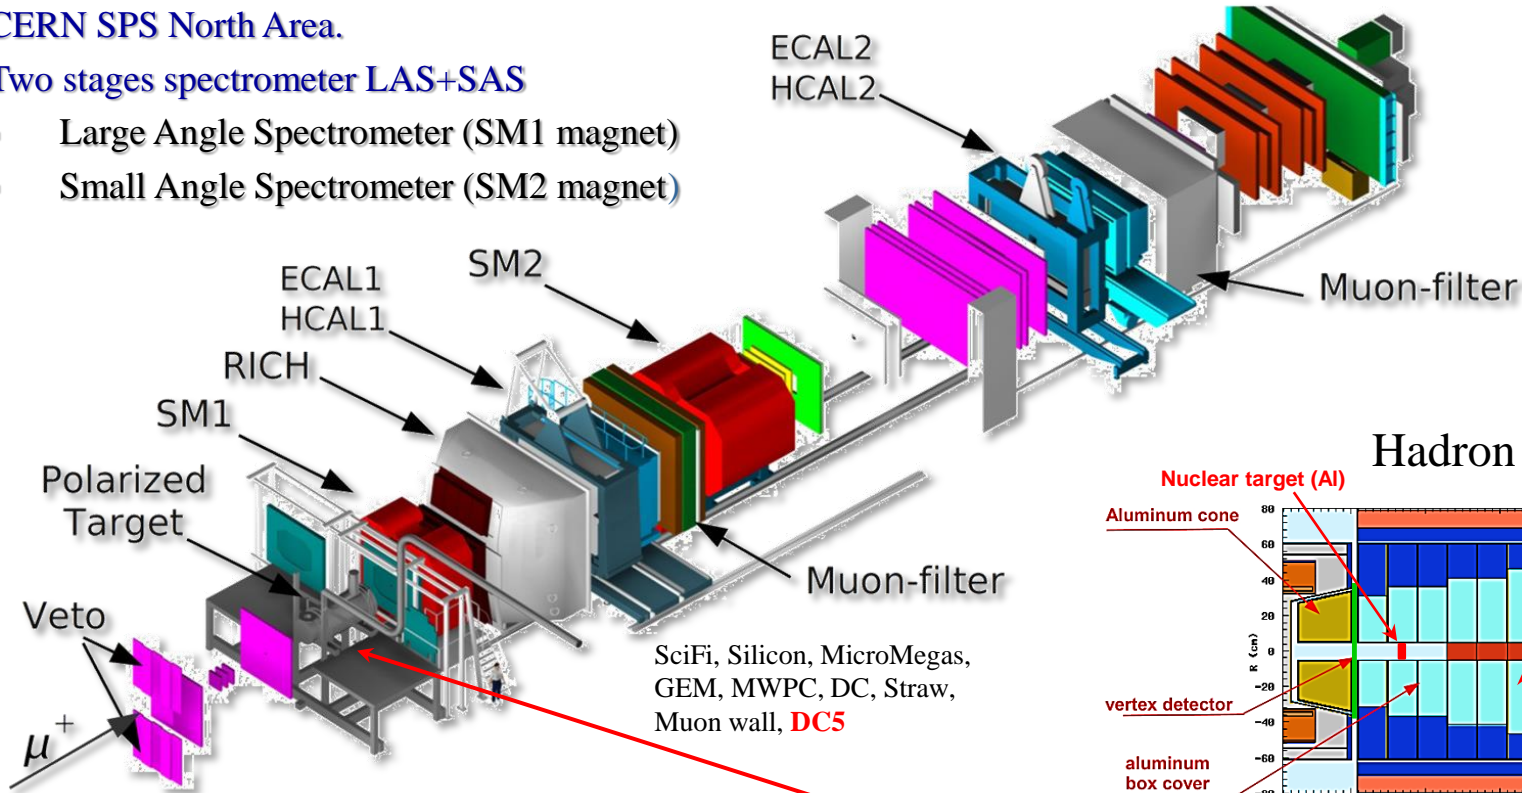 CERN SPS North Area.
Two stages spectrometer LAS+SAS
Large Angle Spectrometer (SM1 magnet)
Small Angle Spectrometer (SM2 magnet)
ECAL2
HCAL2
Muon-filter
SM2
ECAL1
HCAL1
RICH
SM1
Polarized
Target
Veto
μ+
Muon-filter
SciFi, Silicon, MicroMegas,
GEM, MWPC, DC, Straw,
Muon wall, DC5
Hadron
Nuclear target (Al)
Aluminum cone
vertex detector
aluminum
box cover
R (cm)
80
60
40
20
0
-20
-40
-60
-80